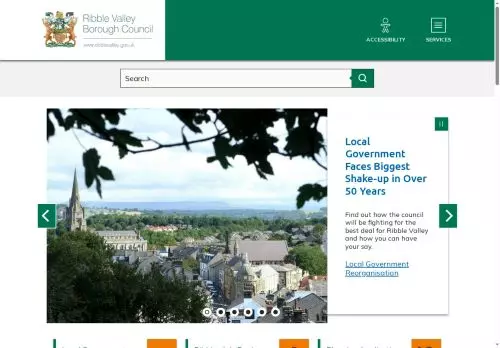 Ribble Valley
Borough Council
www.ribblevalley.gov.uk
ACCESSIBILITY
SERVICES
Search
Local
Government
Faces Biggest
Shake-up in Over
50 Years
Find out how the council
will be fighting for the
best deal for Ribble Valley
and how you can have
your say.
Local Government
Reorganisation